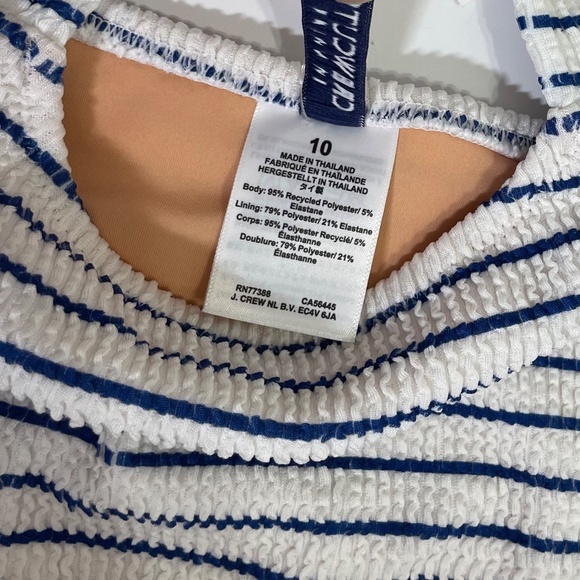 10
MADE IN THAILAND
FABRIQUÉ EN THAÏLANDE
HERGESTELLT IN THAILAND
タイ製
Body: 95% Recycled Polyester/ 5%
Elastane
Lining: 79% Polyester/ 21% Elastane
Corps: 95% Polyester Recyclé/ 5%
Élasthanne
Doublure: 79% Polyester/ 21%
Élasthanne
RN77388 CA56445
J. CREW NL B.V. EC4V 6JA